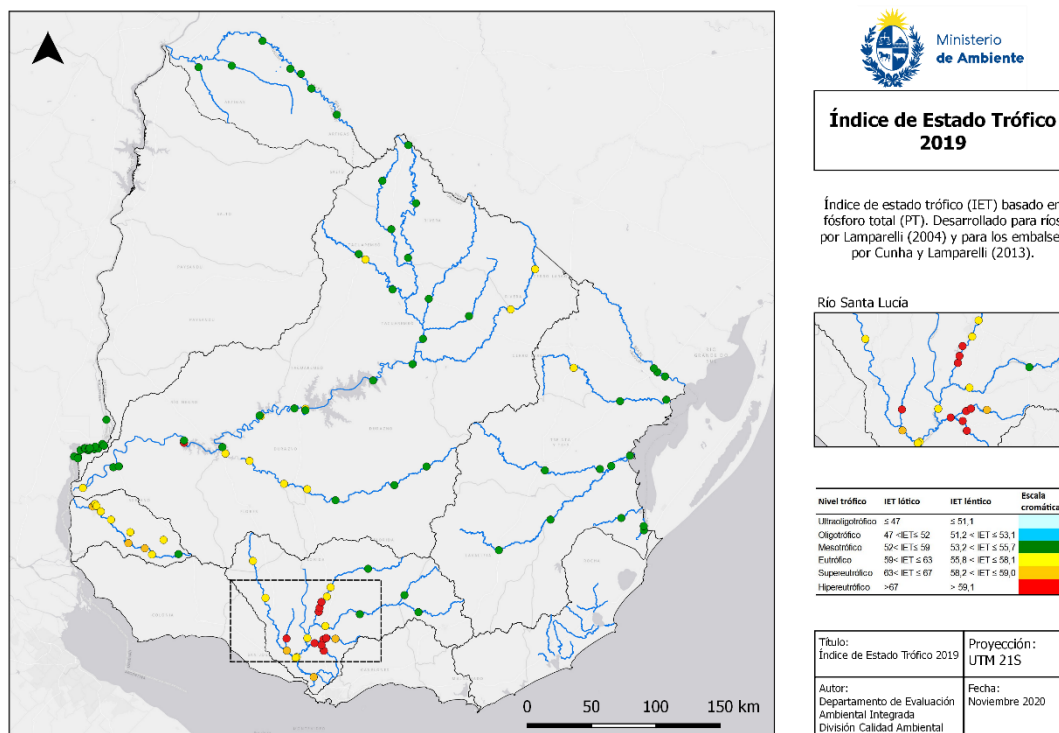 Ministerio
de Ambiente
Índice de Estado Trófico
2019
Índice de estado trófico (IET) basado en
fósforo total (PT). Desarrollado para ríos
por Lamparelli (2004) y para los embalse
por Cunha y Lamparelli (2013).
Río Santa Lucía
Nivel trófico IET lótico IET léntico Escala
cromática
Ultraoligotrófico ≤ 47 ≤ 51,1
Oligotrófico 47 <IET≤ 52 51,2 < IET ≤ 53,1
Mesotrófico 52< IET≤ 59 53,2 < IET ≤ 55,7
Eutrófico 59< IET ≤ 63 55,8 < IET ≤ 58,1
Supereutrófico 63< IET ≤ 67 58,2 < IET ≤ 59,0
Hipereutrófico >67 > 59,1
0 50 100 150 km
Título:
Índice de Estado Trófico 2019
Proyección:
UTM 21S
Autor:
Departamento de Evaluación
Ambiental Integrada
División Calidad Ambiental
Fecha:
Noviembre 2020